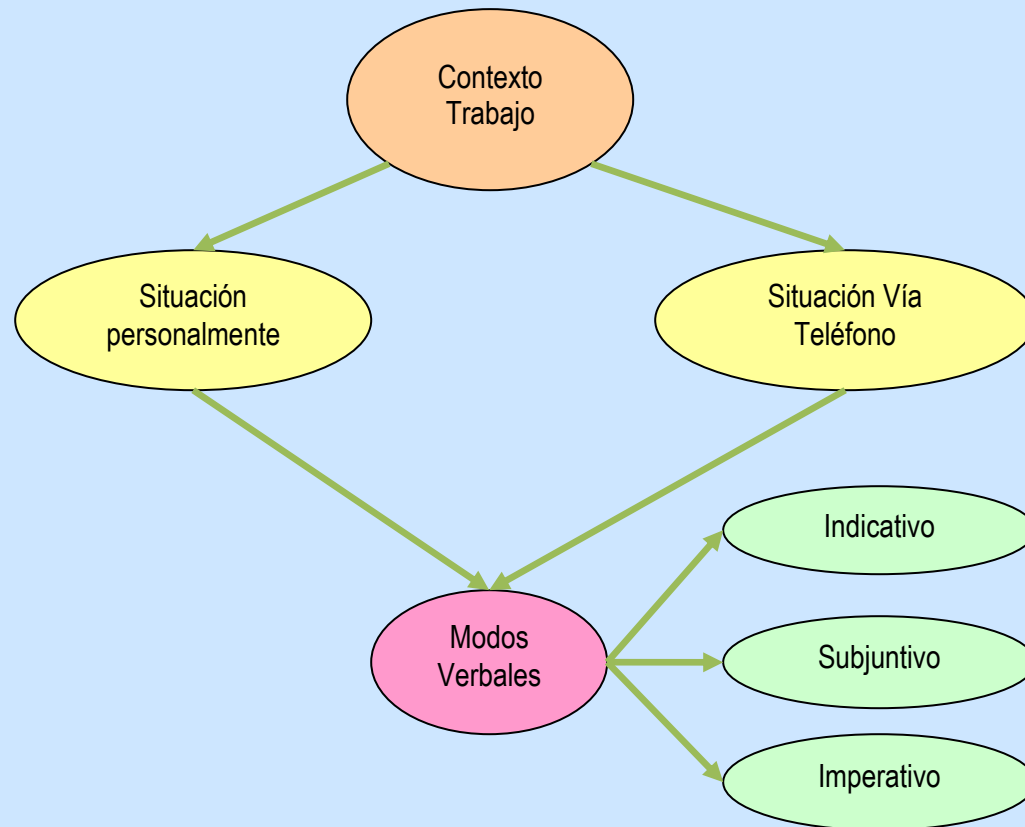 Contexto
Trabajo
Situación
personalmente
Situación Vía
Teléfono
Indicativo
Modos
Verbales
Subjuntivo
Imperativo